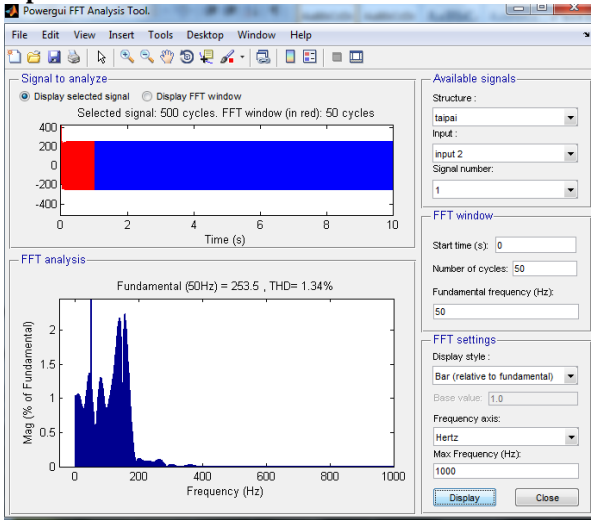 Powergui FFT Analysis Tool.
File Edit View Insert Tools Desktop Window Help
Signal to analyze
Display selected signal Display FFT window
Selected signal: 500 cycles. FFT window (in red): 50 cycles
400
200
0
-200
-400
0 2 4 6 8 10
Time (s)
FFT analysis
Fundamental (50Hz) = 253.5 , THD= 1.34%
Mag (% of Fundamental)
2
1.5
1
0.5
0
0 200 400 600 800 1000
Frequency (Hz)
Available signals
Structure :
taipai
Input :
input 2
Signal number:
1
FFT window
Start time (s): 0
Number of cycles: 50
Fundamental frequency (Hz):
50
FFT settings
Display style :
Bar (relative to fundamental)
Base value: 1.0
Frequency axis:
Hertz
Max Frequency (Hz):
1000
Display Close